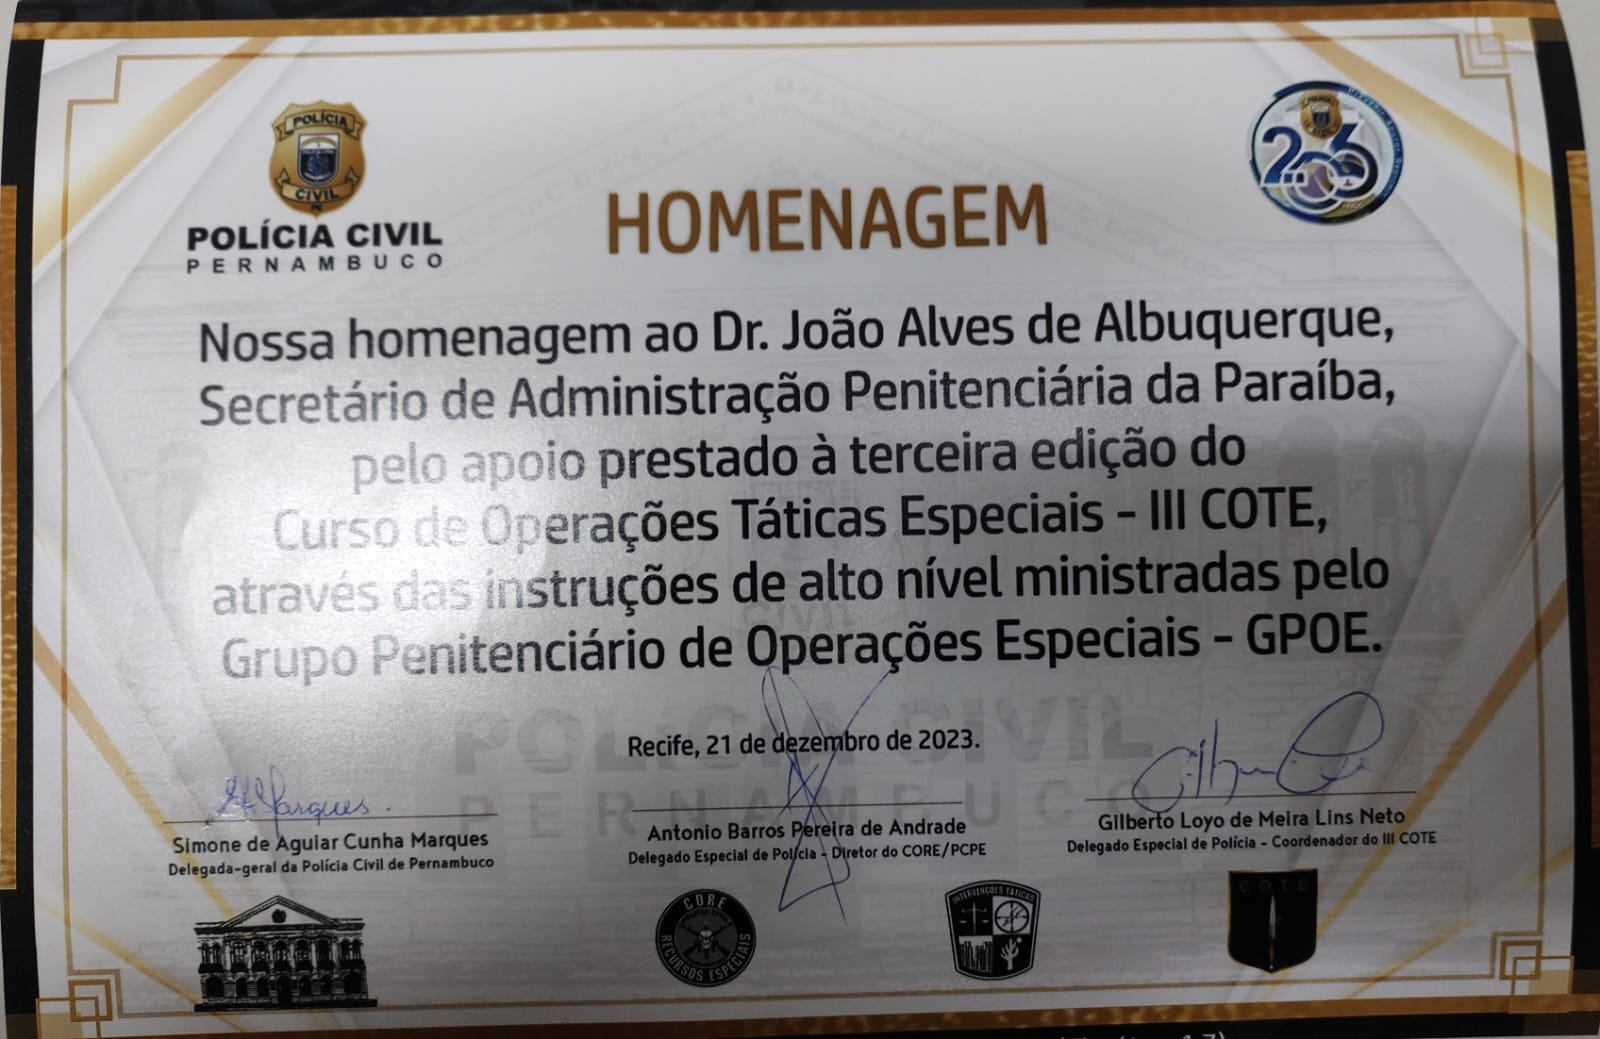 POLÍCIA
CIVIL
POLÍCIA CIVIL
PERNAMBUCO
HOMENAGEM
206
Nossa homenagem ao Dr. João Alves de Albuquerque,
Secretário de Administração Penitenciária da Paraíba,
pelo apoio prestado à terceira edição do
Curso de Operações Táticas Especiais - III COTE,
através das instruções de alto nível ministradas pelo
Grupo Penitenciário de Operações Especiais - GPOE.
POLÍCIA CIVIL
PERNAMBUCO
Recife, 21 de dezembro de 2023.
Simone de Aguiar Cunha Marques
Delegada-geral da Polícia Civil de Pernambuco
Antonio Barros Pereira de Andrade
Delegado Especial de Polícia - Diretor do CORE/PCPE
Gilberto Loyo de Meira Lins Neto
Delegado Especial de Polícia - Coordenador do III COTE
CORE
RECURSOS ESPECIAIS
INTERVENÇÕES TÁTICAS
COTE